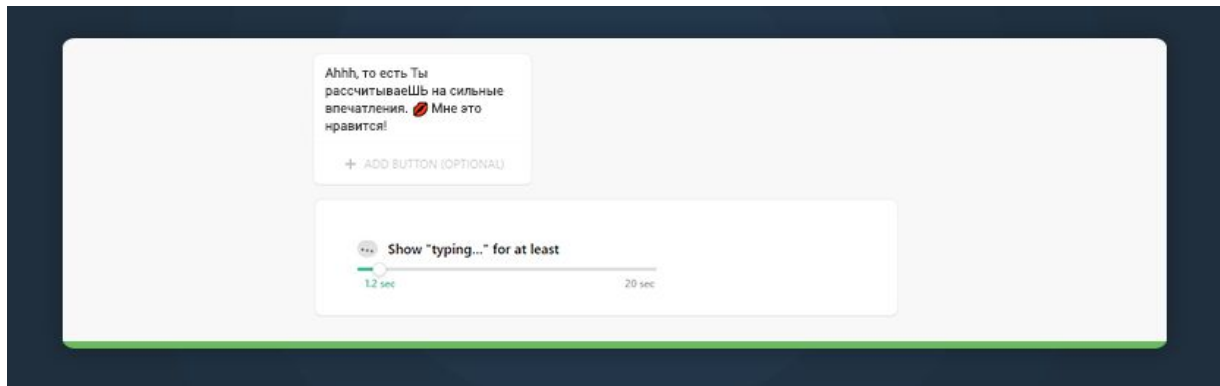 Ahhh, то есть Ты
рассчитываеШЬ на сильные
впечатления. 💋 Мне это
нравится!
+ ADD BUTTON (OPTIONAL)
Show "typing..." for at least
1.2 sec 20 sec